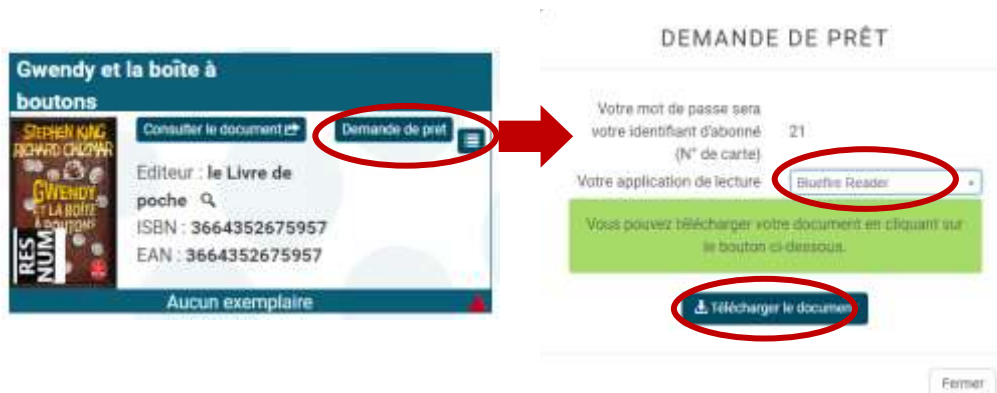 Gwendy et la boîte à
boutons
STEPHEN KING
RICHARD CHIZMAR
GWENDY
ET LA BOÎTE
À BOUTONS
RES
NUM
Consulter le document
Demande de pret
Editeur : le Livre de
poche
ISBN : 3664352675957
EAN : 3664352675957
Aucun exemplaire
DEMANDE DE PRÊT
Votre mot de passe sera
votre identifiant d'abonné
(N° de carte)
21
Votre application de lecture
Bluefire Reader
Vous pouvez télécharger votre document en cliquant sur
le bouton ci-dessous.
Télécharger le document
Fermer